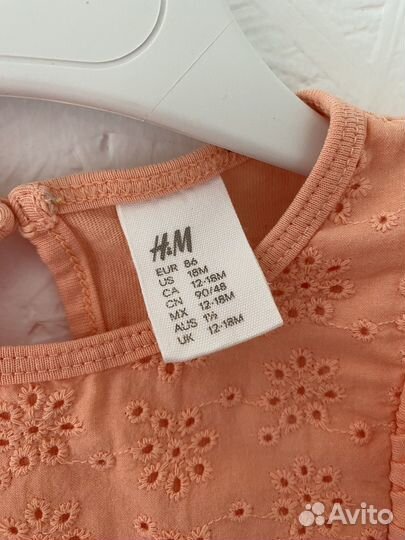 H&M
EUR 86
US 18M
CA 12-18M
CN 90/48
MX 12-18M
AUS 1½
UK 12-18M
Avito